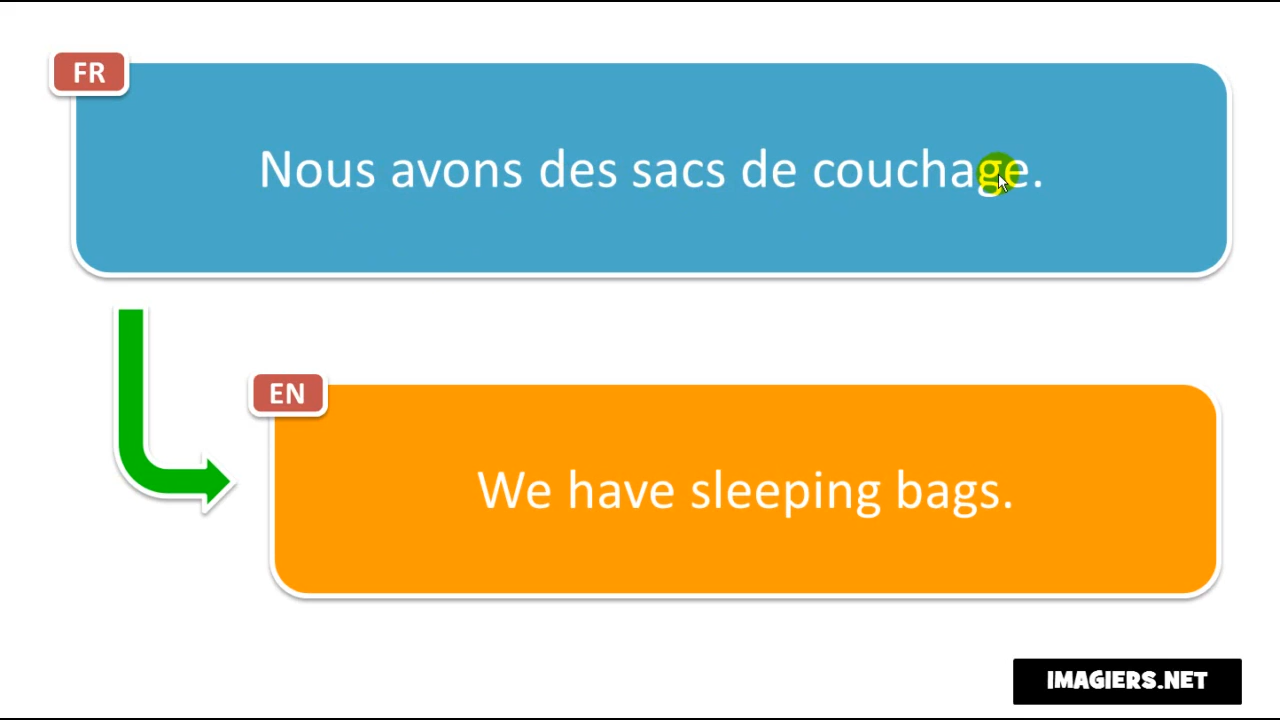 FR
Nous avons des sacs de couchage.
EN
We have sleeping bags.
IMAGIERS.NET